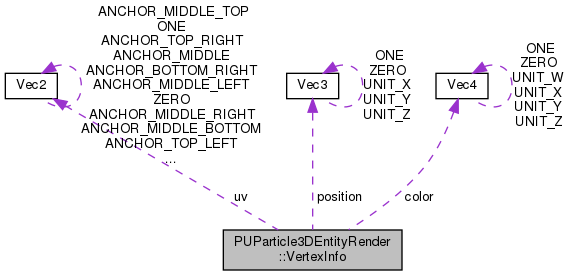 ANCHOR_MIDDLE_TOP
ONE
ANCHOR_TOP_RIGHT
ANCHOR_MIDDLE
ANCHOR_BOTTOM_RIGHT
ANCHOR_MIDDLE_LEFT
ZERO
ANCHOR_MIDDLE_RIGHT
ANCHOR_MIDDLE_BOTTOM
ANCHOR_TOP_LEFT
...
Vec2
ONE
ZERO
UNIT_X
UNIT_Y
UNIT_Z
Vec3
ONE
ZERO
UNIT_W
UNIT_X
UNIT_Y
UNIT_Z
Vec4
uv
position
color
PUParticle3DEntityRender
::VertexInfo